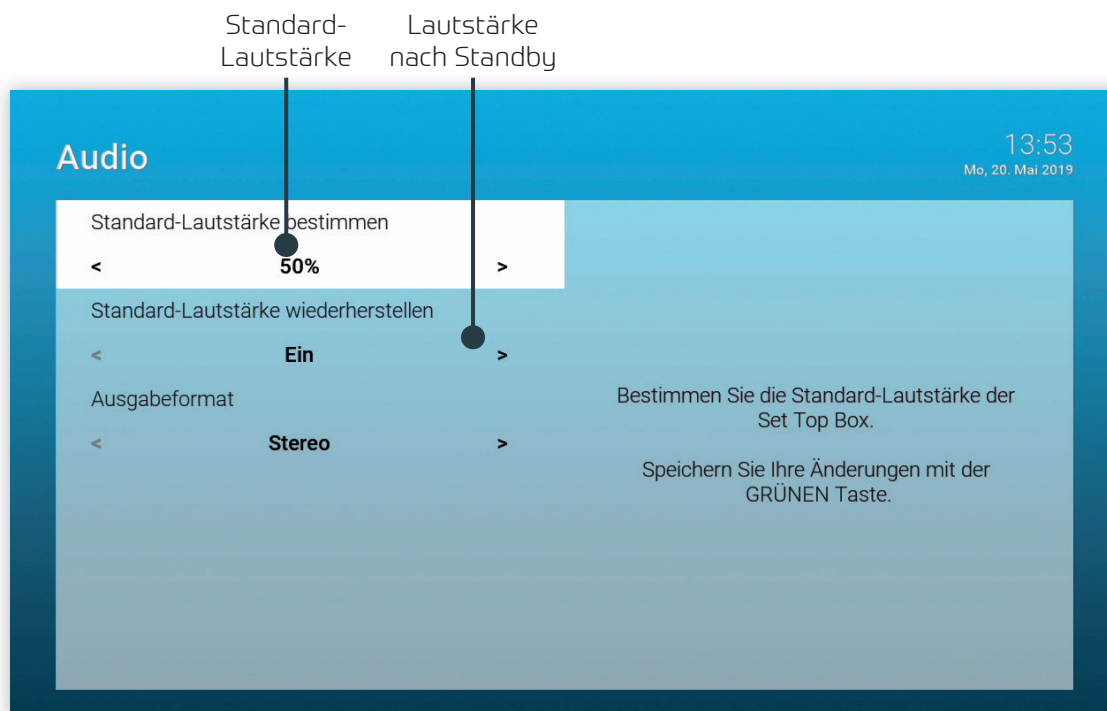 Standard-
Lautstärke
Lautstärke
nach Standby
Audio
13:53
Mo, 20. Mai 2019
Standard-Lautstärke bestimmen
< 50% >
Standard-Lautstärke wiederherstellen
< Ein >
Ausgabeformat
< Stereo >
Bestimmen Sie die Standard-Lautstärke der
Set Top Box.
Speichern Sie Ihre Änderungen mit der
GRÜNEN Taste.